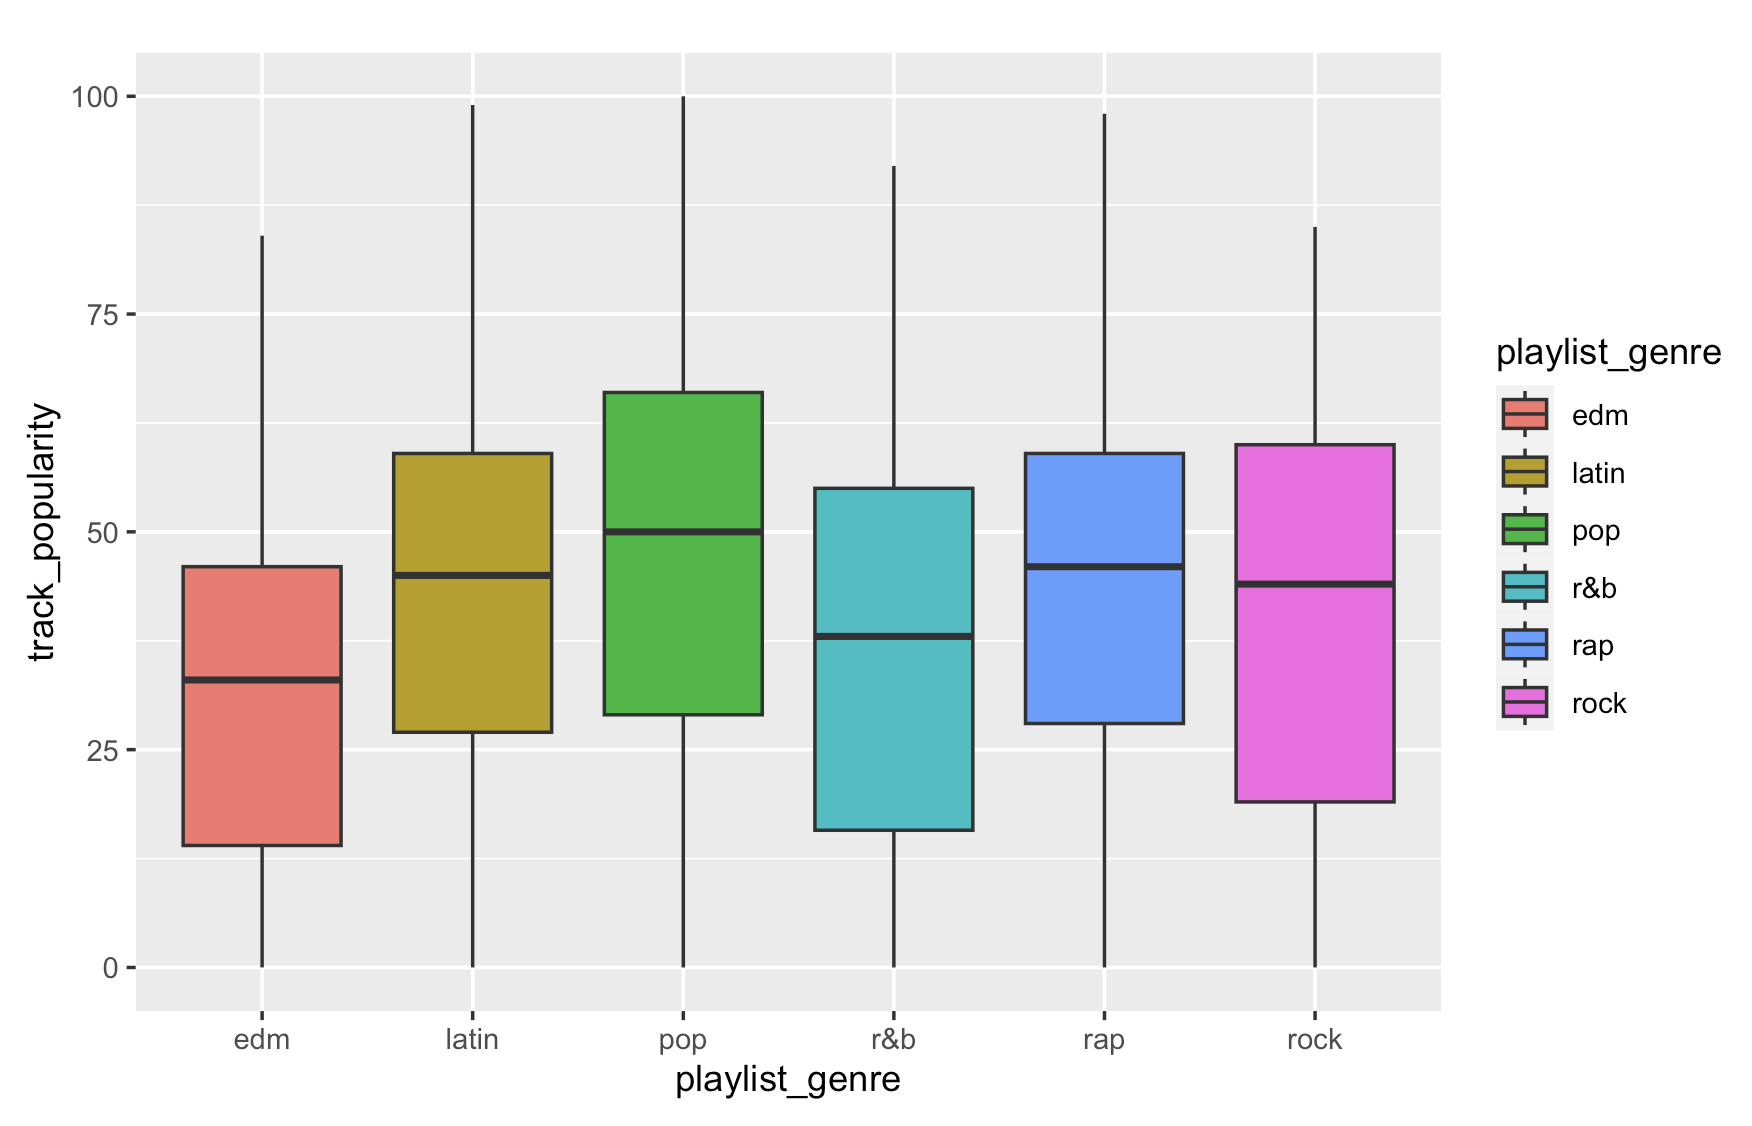 100
75
50
25
0
track_popularity
edm
latin
pop
r&b
rap
rock
playlist_genre
playlist_genre
edm
latin
pop
r&b
rap
rock